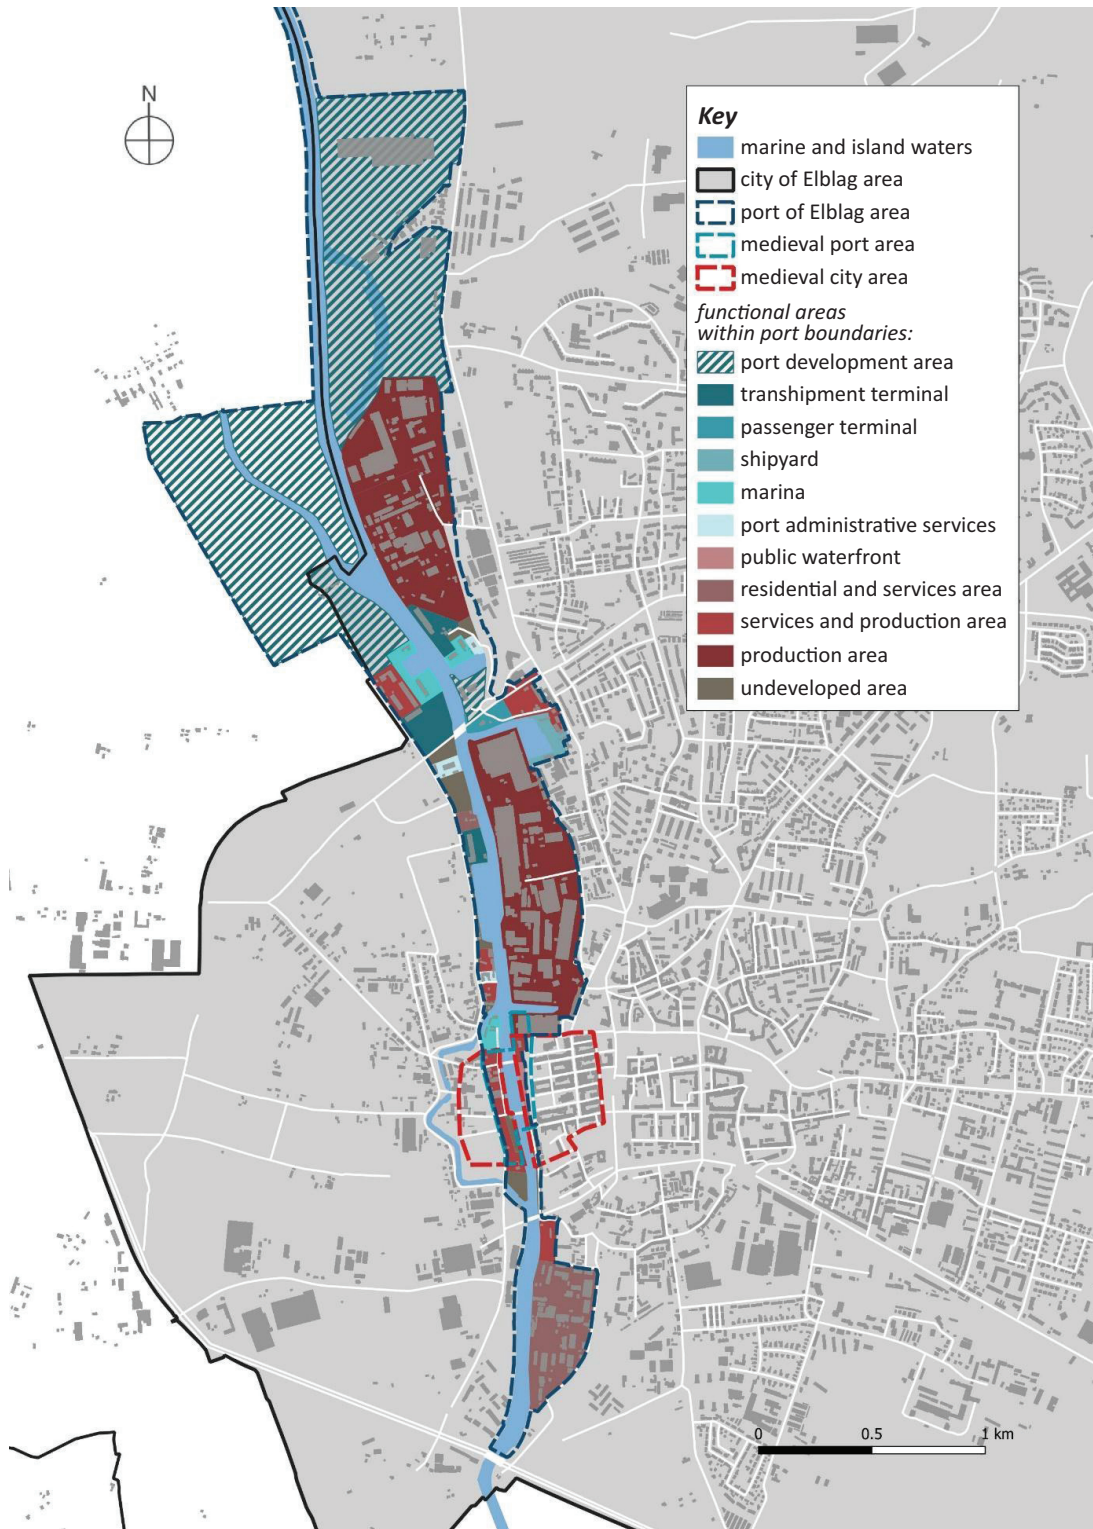 N
Key
marine and island waters
city of Elblag area
port of Elblag area
medieval port area
medieval city area
functional areas
within port boundaries:
port development area
transhipment terminal
passenger terminal
shipyard
marina
port administrative services
public waterfront
residential and services area
services and production area
production area
undeveloped area
0 0.5 1 km